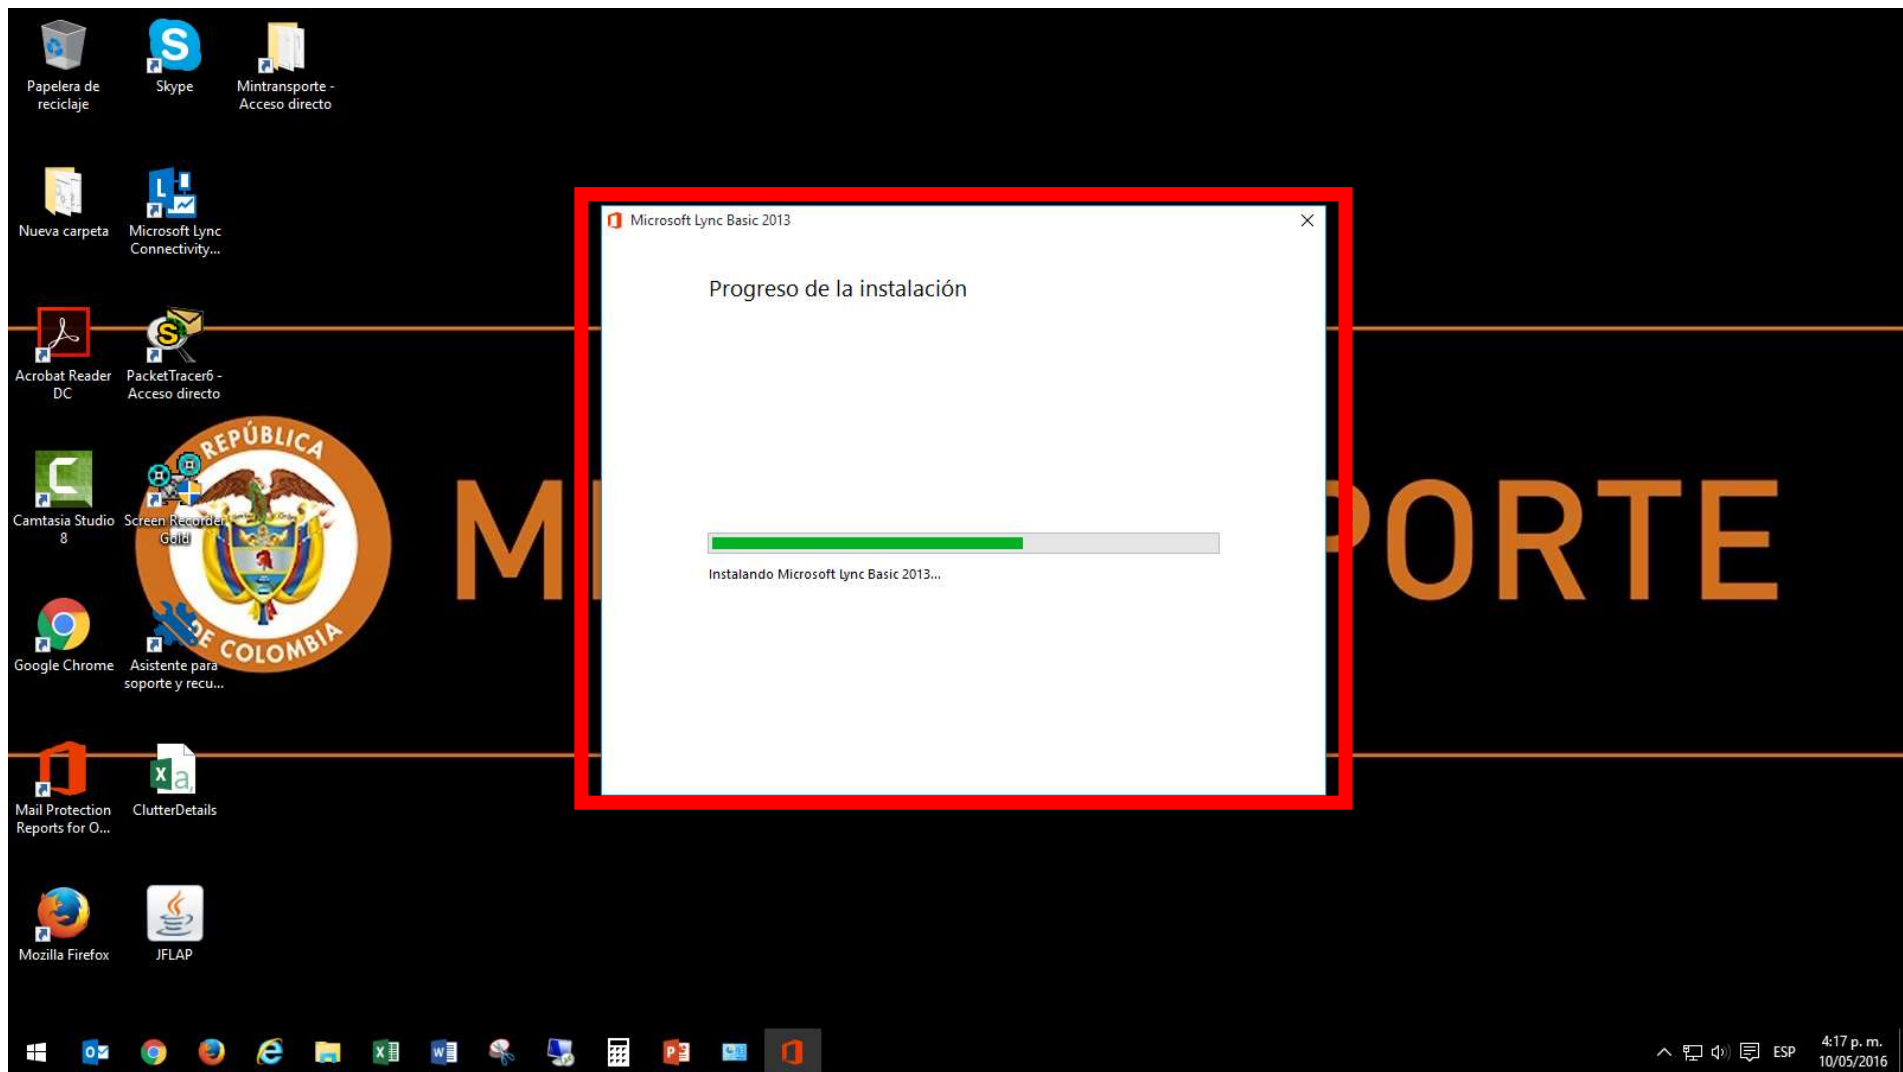 Papelera de
reciclaje
Skype
Mintransporte -
Acceso directo
Nueva carpeta
Microsoft Lync
Connectivity...
Acrobat Reader
DC
PacketTracer6 -
Acceso directo
Camtasia Studio
8
Screen Recorder
Gold
Google Chrome
Asistente para
soporte y recu...
Mail Protection
Reports for O...
ClutterDetails
Mozilla Firefox
JFLAP
REPÚBLICA
DE COLOMBIA
M
PORTE
Microsoft Lync Basic 2013
Progreso de la instalación
Instalando Microsoft Lync Basic 2013...
ESP
4:17 p. m.
10/05/2016